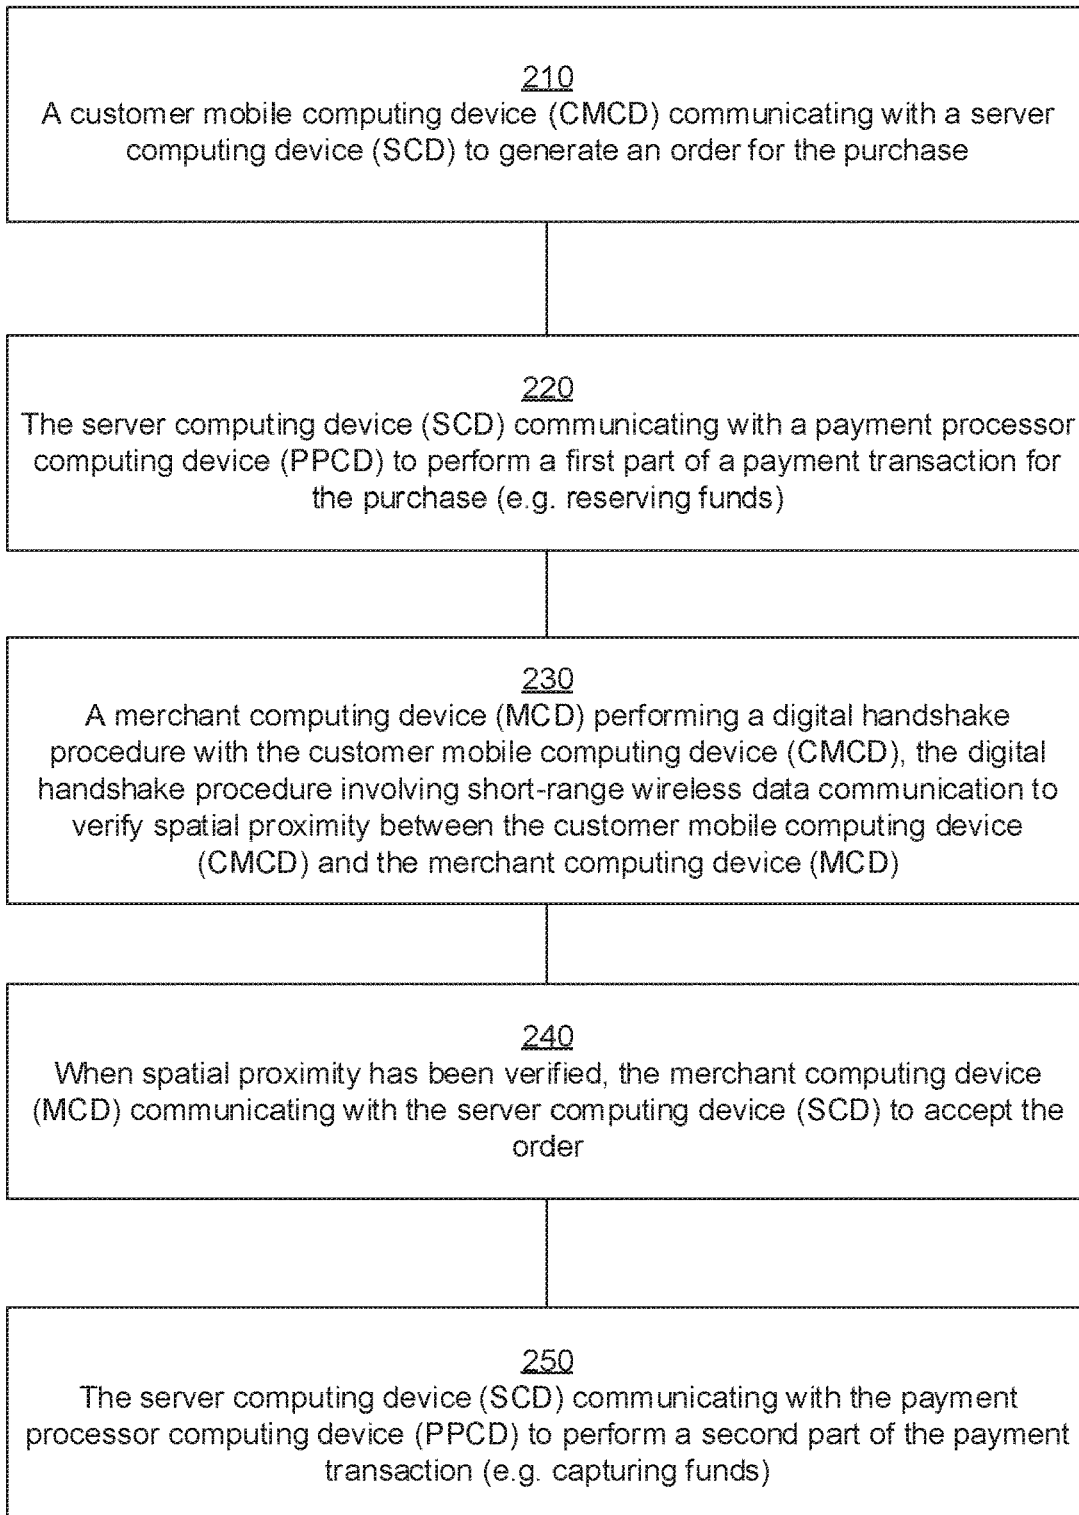 210
A customer mobile computing device (CMCD) communicating with a server
computing device (SCD) to generate an order for the purchase
220
The server computing device (SCD) communicating with a payment processor
computing device (PPCD) to perform a first part of a payment transaction for
the purchase (e.g. reserving funds)
230
A merchant computing device (MCD) performing a digital handshake
procedure with the customer mobile computing device (CMCD), the digital
handshake procedure involving short-range wireless data communication to
verify spatial proximity between the customer mobile computing device
(CMCD) and the merchant computing device (MCD)
240
When spatial proximity has been verified, the merchant computing device
(MCD) communicating with the server computing device (SCD) to accept the
order
250
The server computing device (SCD) communicating with the payment
processor computing device (PPCD) to perform a second part of the payment
transaction (e.g. capturing funds)